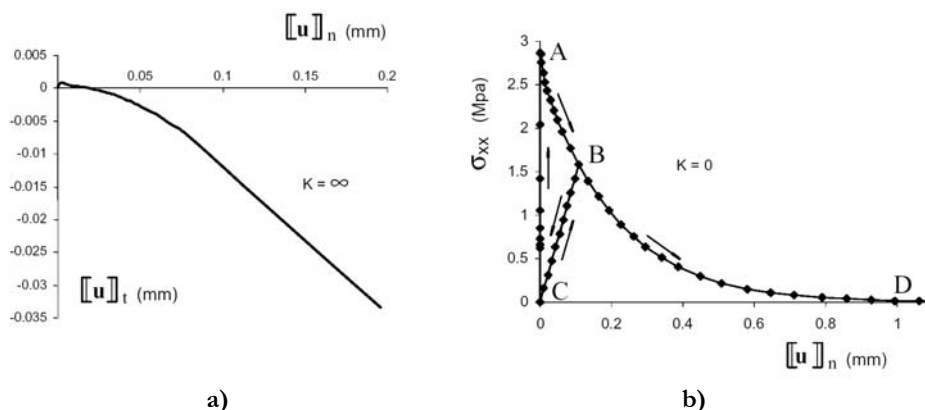 ⟦u⟧n (mm)
0.005
0
-0.005
-0.01
-0.015
-0.02
-0.025
-0.03
-0.035
0.05 0.1 0.15 0.2
K = ∞
⟦u⟧t (mm)
a)
σxx (Mpa)
3
2.5
2
1.5
1
0.5
0
A
B
K = 0
C
D
0 0.2 0.4 0.6 0.8 1
⟦u⟧n (mm)
b)